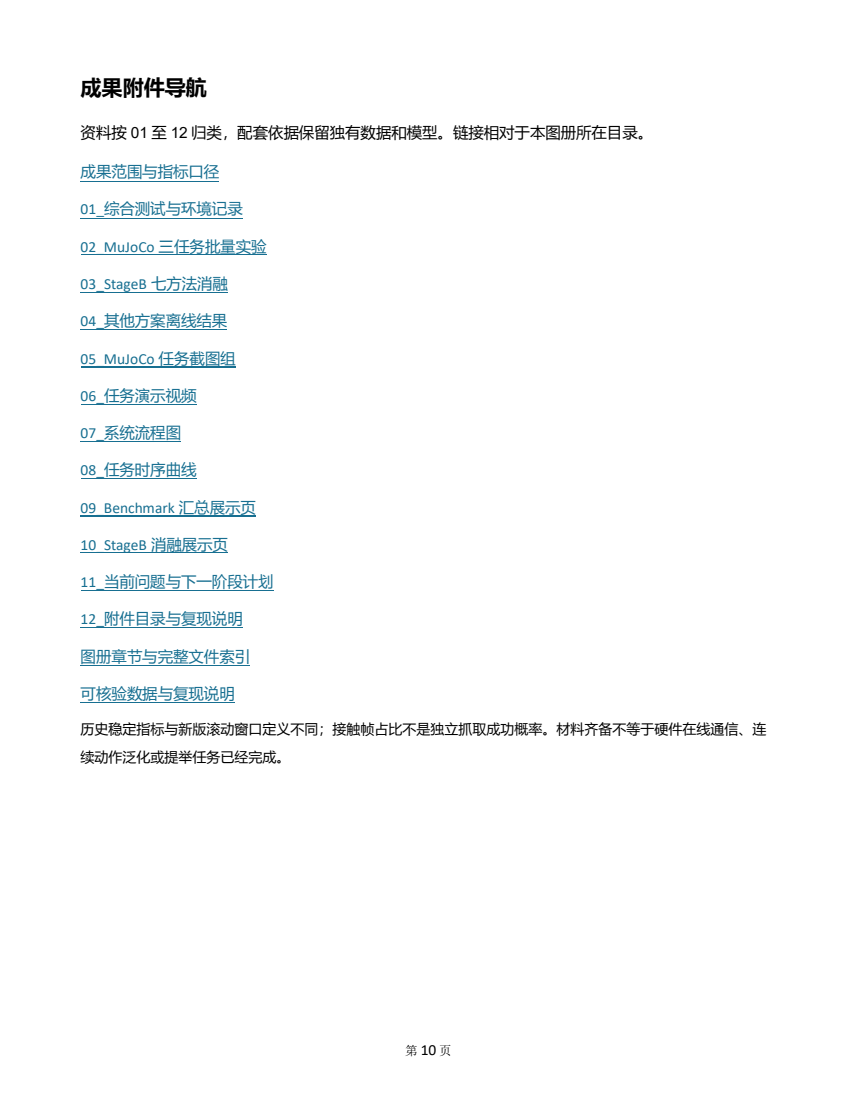 成果附件导航
资料按 01 至 12 归类，配套依据保留独有数据和模型。链接相对于本图册所在目录。
成果范围与指标口径
01_综合测试与环境记录
02_MuJoCo 三任务批量实验
03_StageB 七方法消融
04_其他方案离线结果
05_MuJoCo 任务截图组
06_任务演示视频
07_系统流程图
08_任务时序曲线
09_Benchmark 汇总展示页
10_StageB 消融展示页
11_当前问题与下一阶段计划
12_附件目录与复现说明
图册章节与完整文件索引
可核验数据与复现说明
历史稳定指标与新版滚动窗口定义不同；接触帧占比不是独立抓取成功概率。材料齐备不等于硬件在线通信、连
续动作泛化或提举任务已经完成。
第 10 页